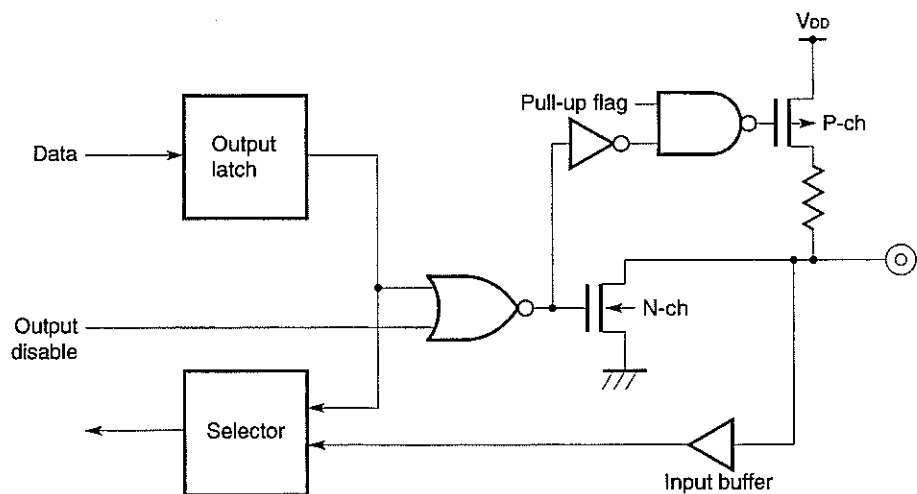 VDD
Pull-up flag
P-ch
Data
Output
latch
N-ch
Output
disable
Selector
Input buffer